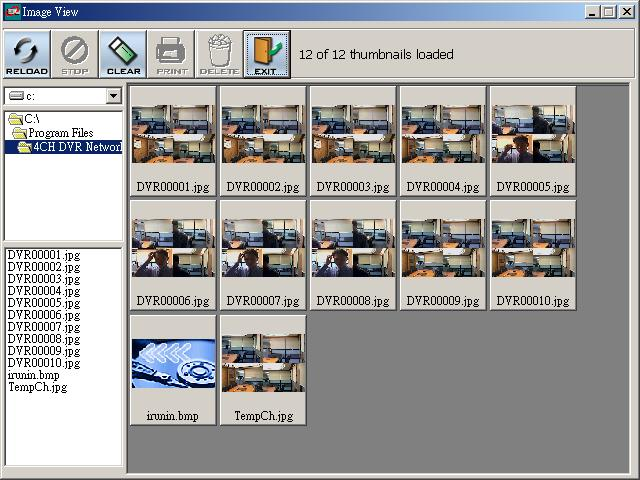 Image View
RELOAD
STOP
CLEAR
PRINT
DELETE
EXIT
12 of 12 thumbnails loaded
c:
C:\
Program Files
4CH DVR Networ
DVR00001.jpg
DVR00002.jpg
DVR00003.jpg
DVR00004.jpg
DVR00005.jpg
DVR00006.jpg
DVR00007.jpg
DVR00008.jpg
DVR00009.jpg
DVR00010.jpg
irunin.bmp
TempCh.jpg
DVR00001.jpg
DVR00002.jpg
DVR00003.jpg
DVR00004.jpg
DVR00005.jpg
DVR00006.jpg
DVR00007.jpg
DVR00008.jpg
DVR00009.jpg
DVR00010.jpg
irunin.bmp
TempCh.jpg